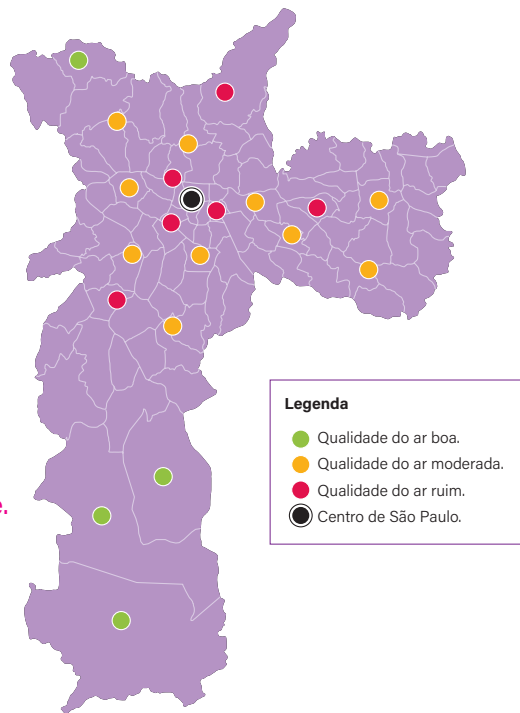 e.
Legenda
Qualidade do ar boa.
Qualidade do ar moderada.
Qualidade do ar ruim.
Centro de São Paulo.